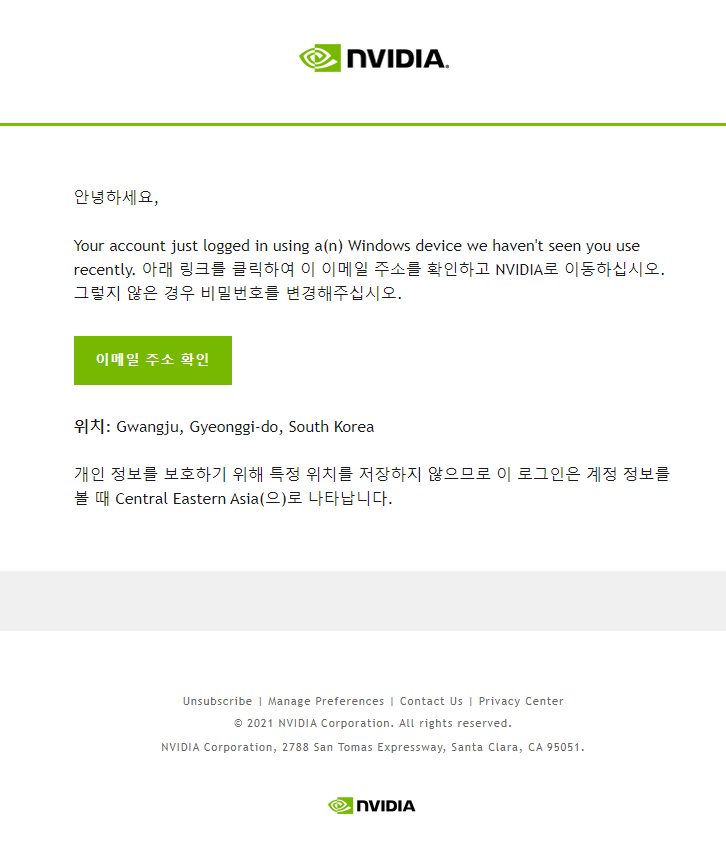 NVIDIA.
안녕하세요,
Your account just logged in using a(n) Windows device we haven't seen you use
recently. 아래 링크를 클릭하여 이 이메일 주소를 확인하고 NVIDIA로 이동하십시오.
그렇지 않은 경우 비밀번호를 변경해주십시오.
이메일 주소 확인
위치: Gwangju, Gyeonggi-do, South Korea
개인 정보를 보호하기 위해 특정 위치를 저장하지 않으므로 이 로그인은 계정 정보를
볼 때 Central Eastern Asia(으)로 나타납니다.
Unsubscribe | Manage Preferences | Contact Us | Privacy Center
© 2021 NVIDIA Corporation. All rights reserved.
NVIDIA Corporation, 2788 San Tomas Expressway, Santa Clara, CA 95051.
NVIDIA